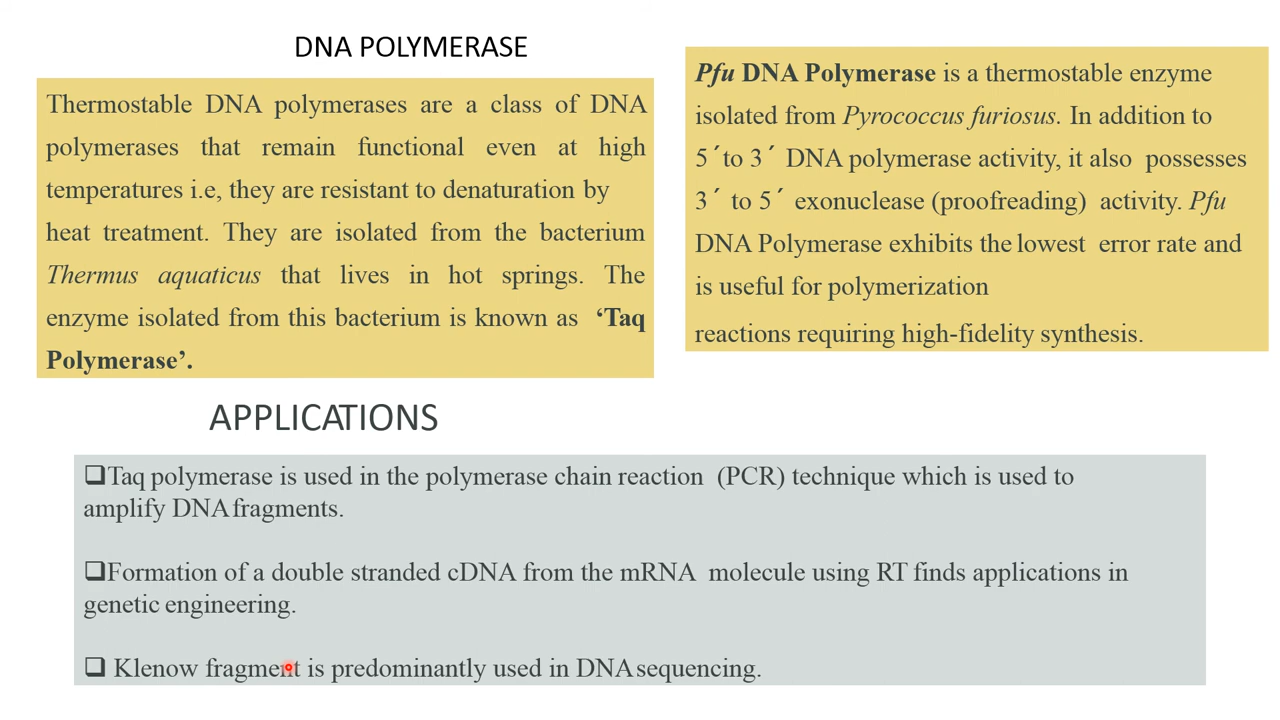 DNA POLYMERASE
Thermostable DNA polymerases are a class of DNA
polymerases that remain functional even at high
temperatures i.e, they are resistant to denaturation by
heat treatment. They are isolated from the bacterium
Thermus aquaticus that lives in hot springs. The
enzyme isolated from this bacterium is known as ‘Taq
Polymerase’.
Pfu DNA Polymerase is a thermostable enzyme
isolated from Pyrococcus furiosus. In addition to
5´to 3´ DNA polymerase activity, it also possesses
3´ to 5´ exonuclease (proofreading) activity. Pfu
DNA Polymerase exhibits the lowest error rate and
is useful for polymerization
reactions requiring high-fidelity synthesis.
APPLICATIONS
❑Taq polymerase is used in the polymerase chain reaction (PCR) technique which is used to
amplify DNA fragments.
❑Formation of a double stranded cDNA from the mRNA molecule using RT finds applications in
genetic engineering.
❑ Klenow fragment is predominantly used in DNA sequencing.